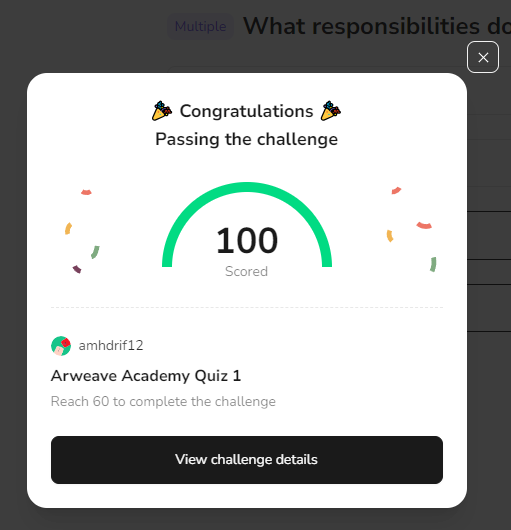 Multiple What responsibilities do
Congratulations
Passing the challenge
100
Scored
amhdrif12
Arweave Academy Quiz 1
Reach 60 to complete the challenge
View challenge details